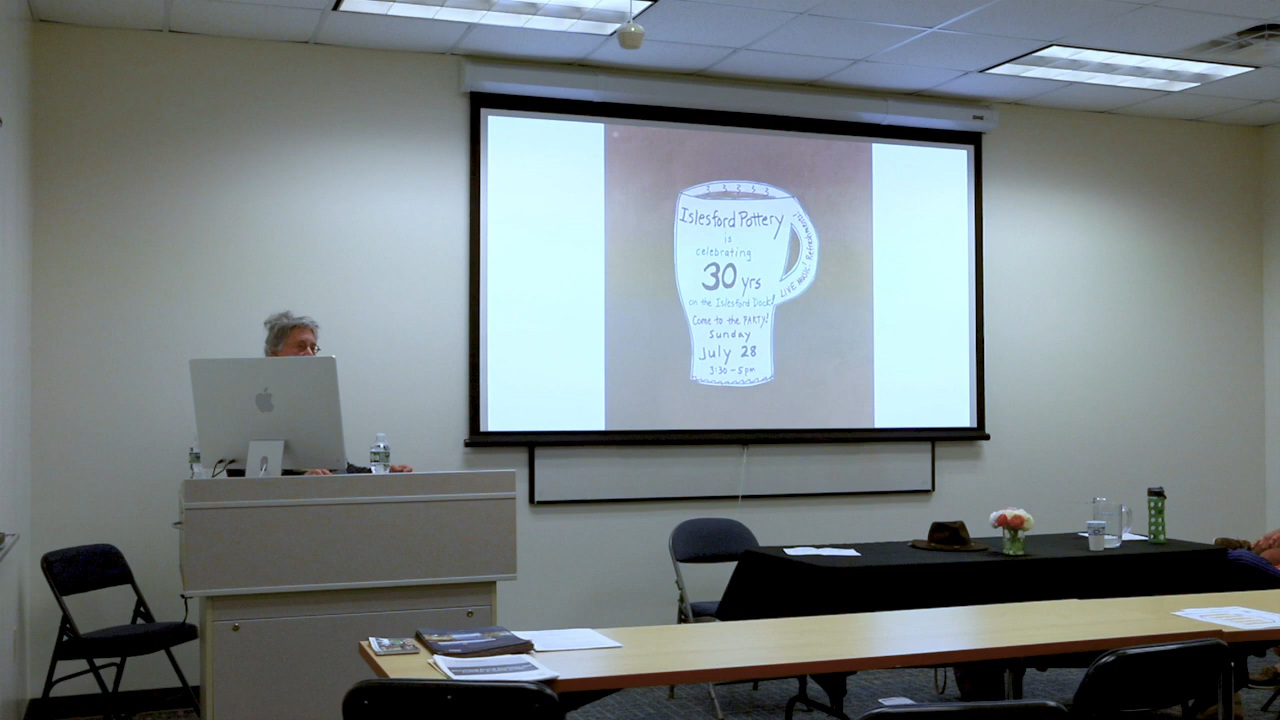 Islesford Pottery
is
celebrating
30 yrs
on the Islesford Dock!
Come to the PARTY!
Sunday
July 28
3:30 - 5pm
LIVE MUSIC! Refreshments!